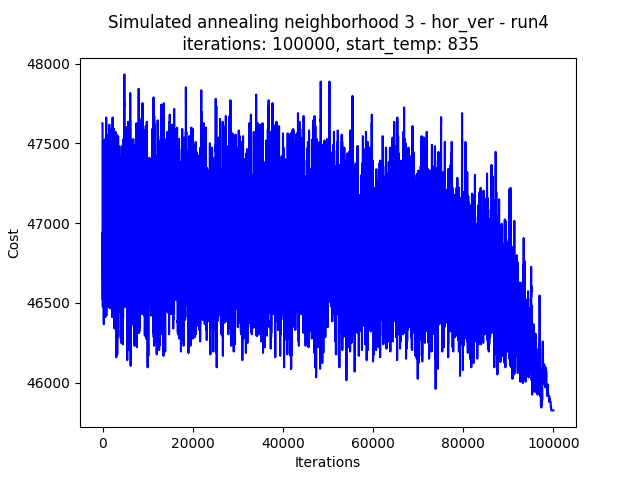 Simulated annealing neighborhood 3 - hor_ver - run4
iterations: 100000, start_temp: 835
48000
47500
47000
46500
46000
Cost
0 20000 40000 60000 80000 100000
Iterations